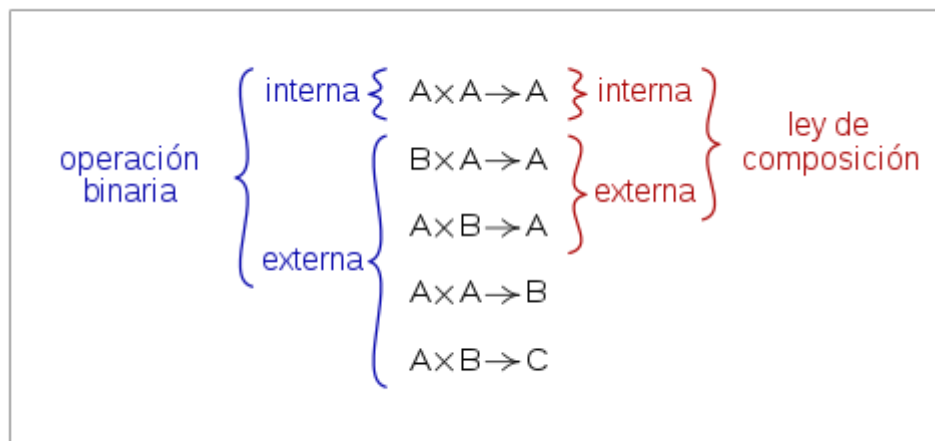 interna
A×A→A
interna
operación
binaria
B×A→A
ley de
composición
externa
A×B→A
externa
A×A→B
A×B→C